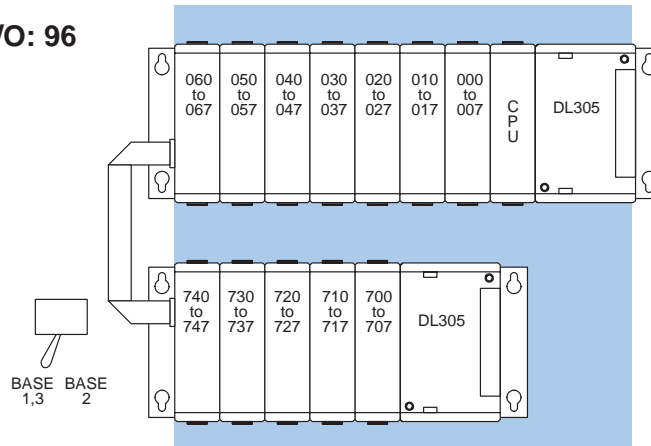 /O: 96
060 to 067
050 to 057
040 to 047
030 to 037
020 to 027
010 to 017
000 to 007
CPU
DL305
740 to 747
730 to 737
720 to 727
710 to 717
700 to 707
DL305
BASE 1,3
BASE 2